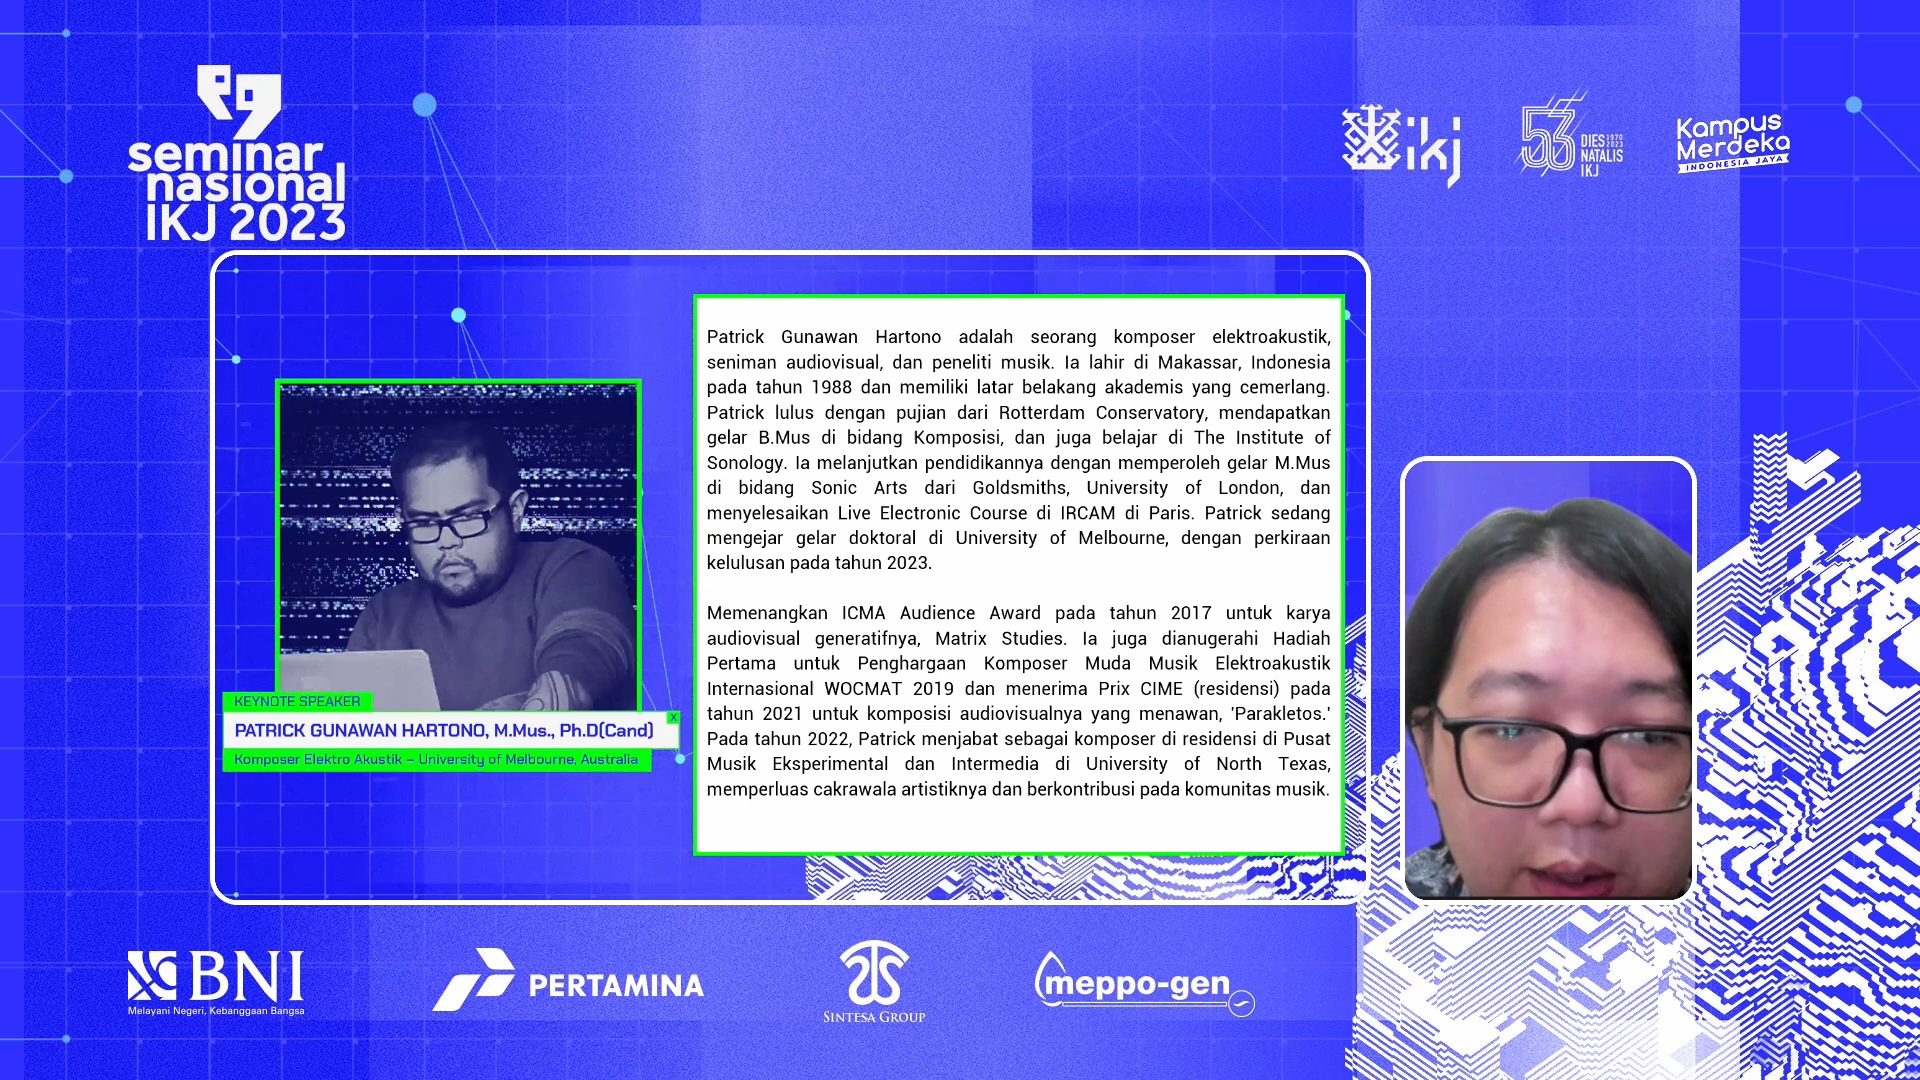 seminar
nasional
IKJ 2023
ikj
53
DIES 1970
2023
NATALIS
IKJ
Kampus
Merdeka
INDONESIA JAYA
KEYNOTE SPEAKER
PATRICK GUNAWAN HARTONO, M.Mus., Ph.D(Cand)
X
Komposer Elektro Akustik – University of Melbourne, Australia
Patrick Gunawan Hartono adalah seorang komposer elektroakustik,
seniman audiovisual, dan peneliti musik. Ia lahir di Makassar, Indonesia
pada tahun 1988 dan memiliki latar belakang akademis yang cemerlang.
Patrick lulus dengan pujian dari Rotterdam Conservatory, mendapatkan
gelar B.Mus di bidang Komposisi, dan juga belajar di The Institute of
Sonology. Ia melanjutkan pendidikannya dengan memperoleh gelar M.Mus
di bidang Sonic Arts dari Goldsmiths, University of London, dan
menyelesaikan Live Electronic Course di IRCAM di Paris. Patrick sedang
mengejar gelar doktoral di University of Melbourne, dengan perkiraan
kelulusan pada tahun 2023.
Memenangkan ICMA Audience Award pada tahun 2017 untuk karya
audiovisual generatifnya, Matrix Studies. Ia juga dianugerahi Hadiah
Pertama untuk Penghargaan Komposer Muda Musik Elektroakustik
Internasional WOCMAT 2019 dan menerima Prix CIME (residensi) pada
tahun 2021 untuk komposisi audiovisualnya yang menawan, 'Parakletos.'
Pada tahun 2022, Patrick menjabat sebagai komposer di residensi di Pusat
Musik Eksperimental dan Intermedia di University of North Texas,
memperluas cakrawala artistiknya dan berkontribusi pada komunitas musik.
BNI
Melayani Negeri, Kebanggaan Bangsa
PERTAMINA
SINTESA GROUP
meppo-gen